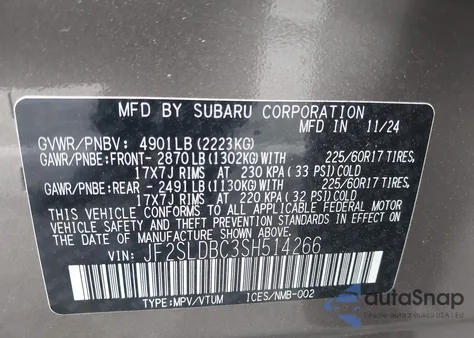 MFD BY SUBARU CORPORATION
GVWR/PNBV: 4901LB (2223KG) MFD IN 11/24
GAWR/PNBE:FRONT- 2870LB(1302KG)WITH 225/60R17 TIRES,
17X7J RIMS AT 230 KPA( 33 PSI)COLD AND
GAWR/PNBE:REAR - 2491LB(1130KG)WITH 225/60R17 TIRES,
17X7J RIMS AT 220 KPA( 32 PSI)COLD.
THIS VEHICLE CONFORMS TO ALL APPLICABLE FEDERAL MOTOR
VEHICLE SAFETY STANDARDS IN EFFECT ON THE
DATE OF MANUFACTURE SHOWN ABOVE.
VIN: JF2SLDBC3SH514266
TYPE:MPV/VTUM ICES/NMB-002
autoSnap
aukcje aut USA I EU